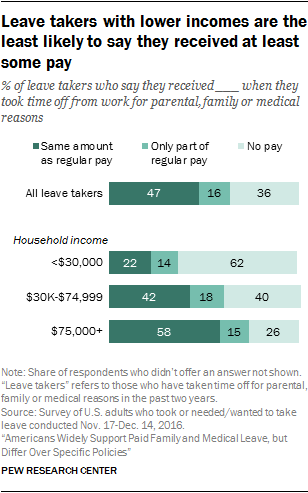 Leave takers with lower incomes are the
least likely to say they received at least
some pay
% of leave takers who say they received ___ when they
took time off from work for parental, family or medical
reasons
Same amount as regular pay
Only part of regular pay
No pay
All leave takers 47 16 36
Household income
<$30,000 22 14 62
$30K-$74,999 42 18 40
$75,000+ 58 15 26
Note: Share of respondents who didn't offer an answer not shown.
"Leave takers" refers to those who have taken time off for parental,
family or medical reasons in the past two years.
Source: Survey of U.S. adults who took or needed/wanted to take
leave conducted Nov. 17-Dec. 14, 2016.
"Americans Widely Support Paid Family and Medical Leave, but
Differ Over Specific Policies"
PEW RESEARCH CENTER